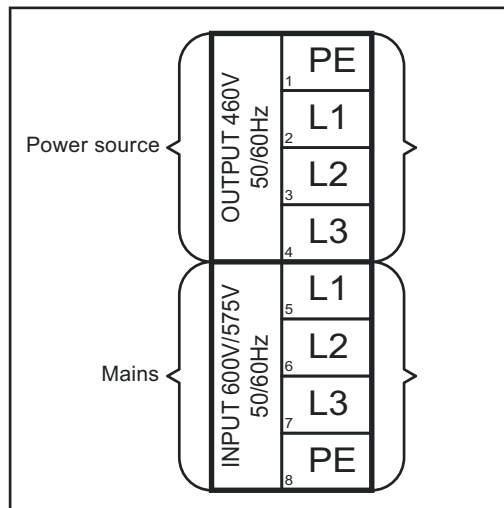 Power source
OUTPUT 460V
50/60Hz
1 PE
2 L1
3 L2
4 L3
Mains
INPUT 600V/575V
50/60Hz
5 L1
6 L2
7 L3
8 PE